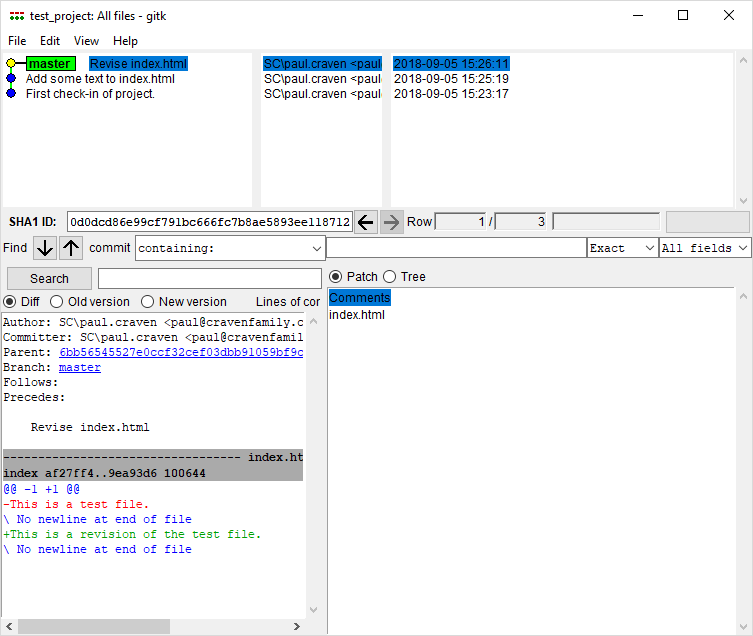 test_project: All files - gitk
File Edit View Help
master Revise index.html SC\paul.craven <paul 2018-09-05 15:26:11
Add some text to index.html SC\paul.craven <paul 2018-09-05 15:25:19
First check-in of project. SC\paul.craven <paul 2018-09-05 15:23:17
SHA1 ID: 0d0dcd86e99cf791bc666fc7b8ae5893ee118712 Row 1 / 3
Find commit containing: Exact All fields
Search
Patch Tree
Diff Old version New version Lines of cor
Comments
index.html
Author: SC\paul.craven <paul@cravenfamily.c
Committer: SC\paul.craven <paul@cravenfamil
Parent: 6bb56545527e0ccf32cef03dbb91059bf9c
Branch: master
Follows:
Precedes:
Revise index.html
---------------------------------- index.ht
index af27ff4..9ea93d6 100644
@@ -1 +1 @@
-This is a test file.
\ No newline at end of file
+This is a revision of the test file.
\ No newline at end of file